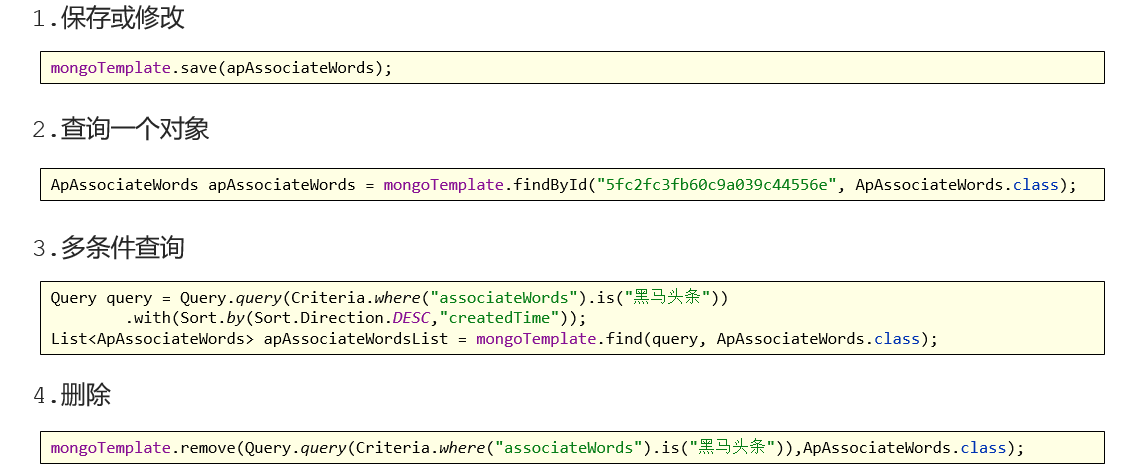 1.保存或修改
mongoTemplate.save(apAssociateWords);
2.查询一个对象
ApAssociateWords apAssociateWords = mongoTemplate.findById("5fc2fc3fb60c9a039c44556e", ApAssociateWords.class);
3.多条件查询
Query query = Query.query(Criteria.where("associateWords").is("黑马头条"))
        .with(Sort.by(Sort.Direction.DESC,"createdTime"));
List<ApAssociateWords> apAssociateWordsList = mongoTemplate.find(query, ApAssociateWords.class);
4.删除
mongoTemplate.remove(Query.query(Criteria.where("associateWords").is("黑马头条")),ApAssociateWords.class);